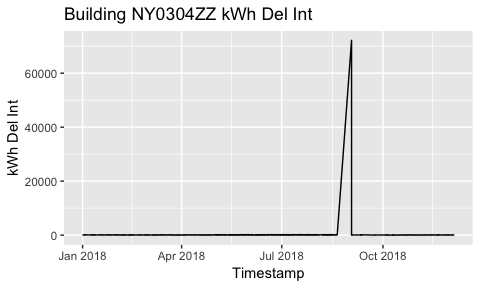 Building NY0304ZZ kWh Del Int
kWh Del Int
60000
40000
20000
0
Jan 2018 Apr 2018 Jul 2018 Oct 2018
Timestamp